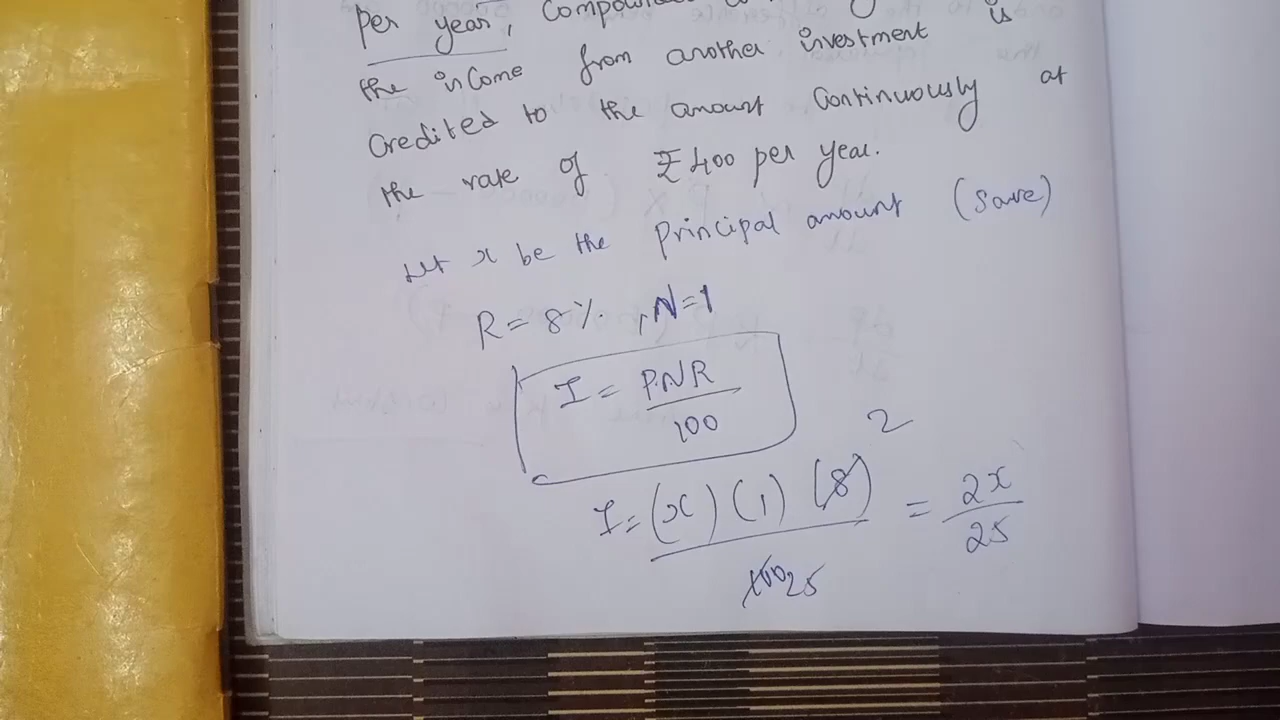 per year,
the income from another investment is
Credited to the amount Continuously at
the rate of ₹400 per year.
Let x be the principal amount (save)
R = 8% , N=1
I = PNR / 100
2
I = (x) (1) (8) / 100 25 = 2x / 25